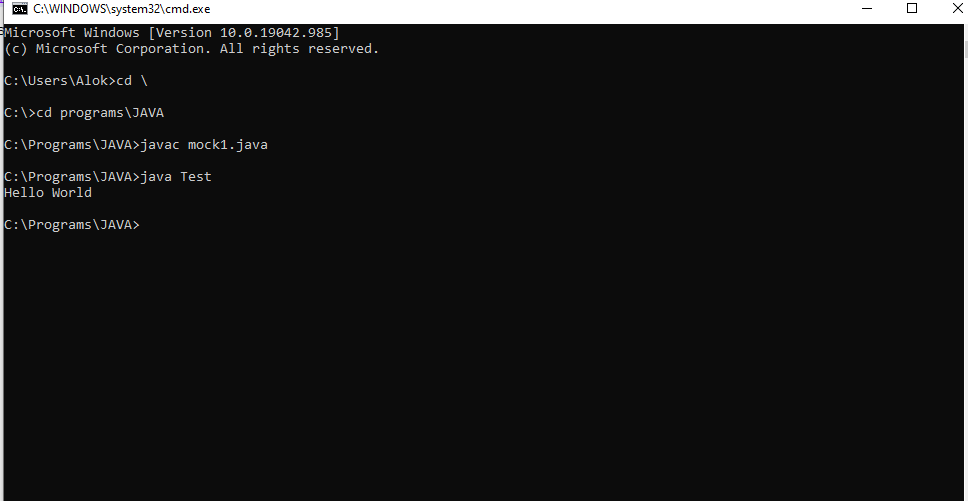 C:\WINDOWS\system32\cmd.exe
Microsoft Windows [Version 10.0.19042.985]
(c) Microsoft Corporation. All rights reserved.
C:\Users\Alok>cd \
C:\>cd programs\JAVA
C:\Programs\JAVA>javac mock1.java
C:\Programs\JAVA>java Test
Hello World
C:\Programs\JAVA>